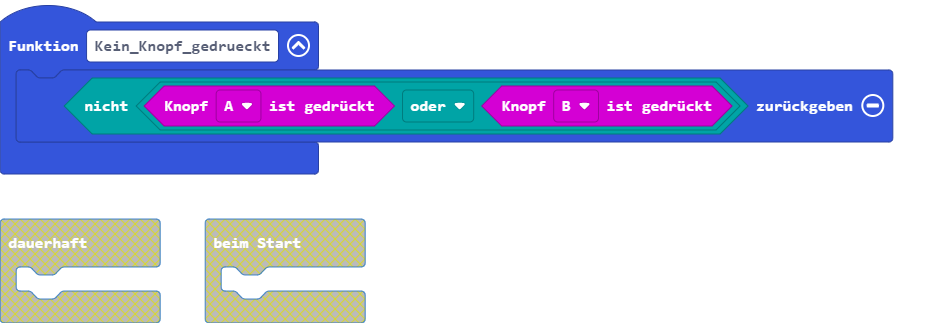 Funktion Kein_Knopf_gedrueckt
nicht Knopf A ist gedrückt oder Knopf B ist gedrückt zurückgeben
dauerhaft beim Start